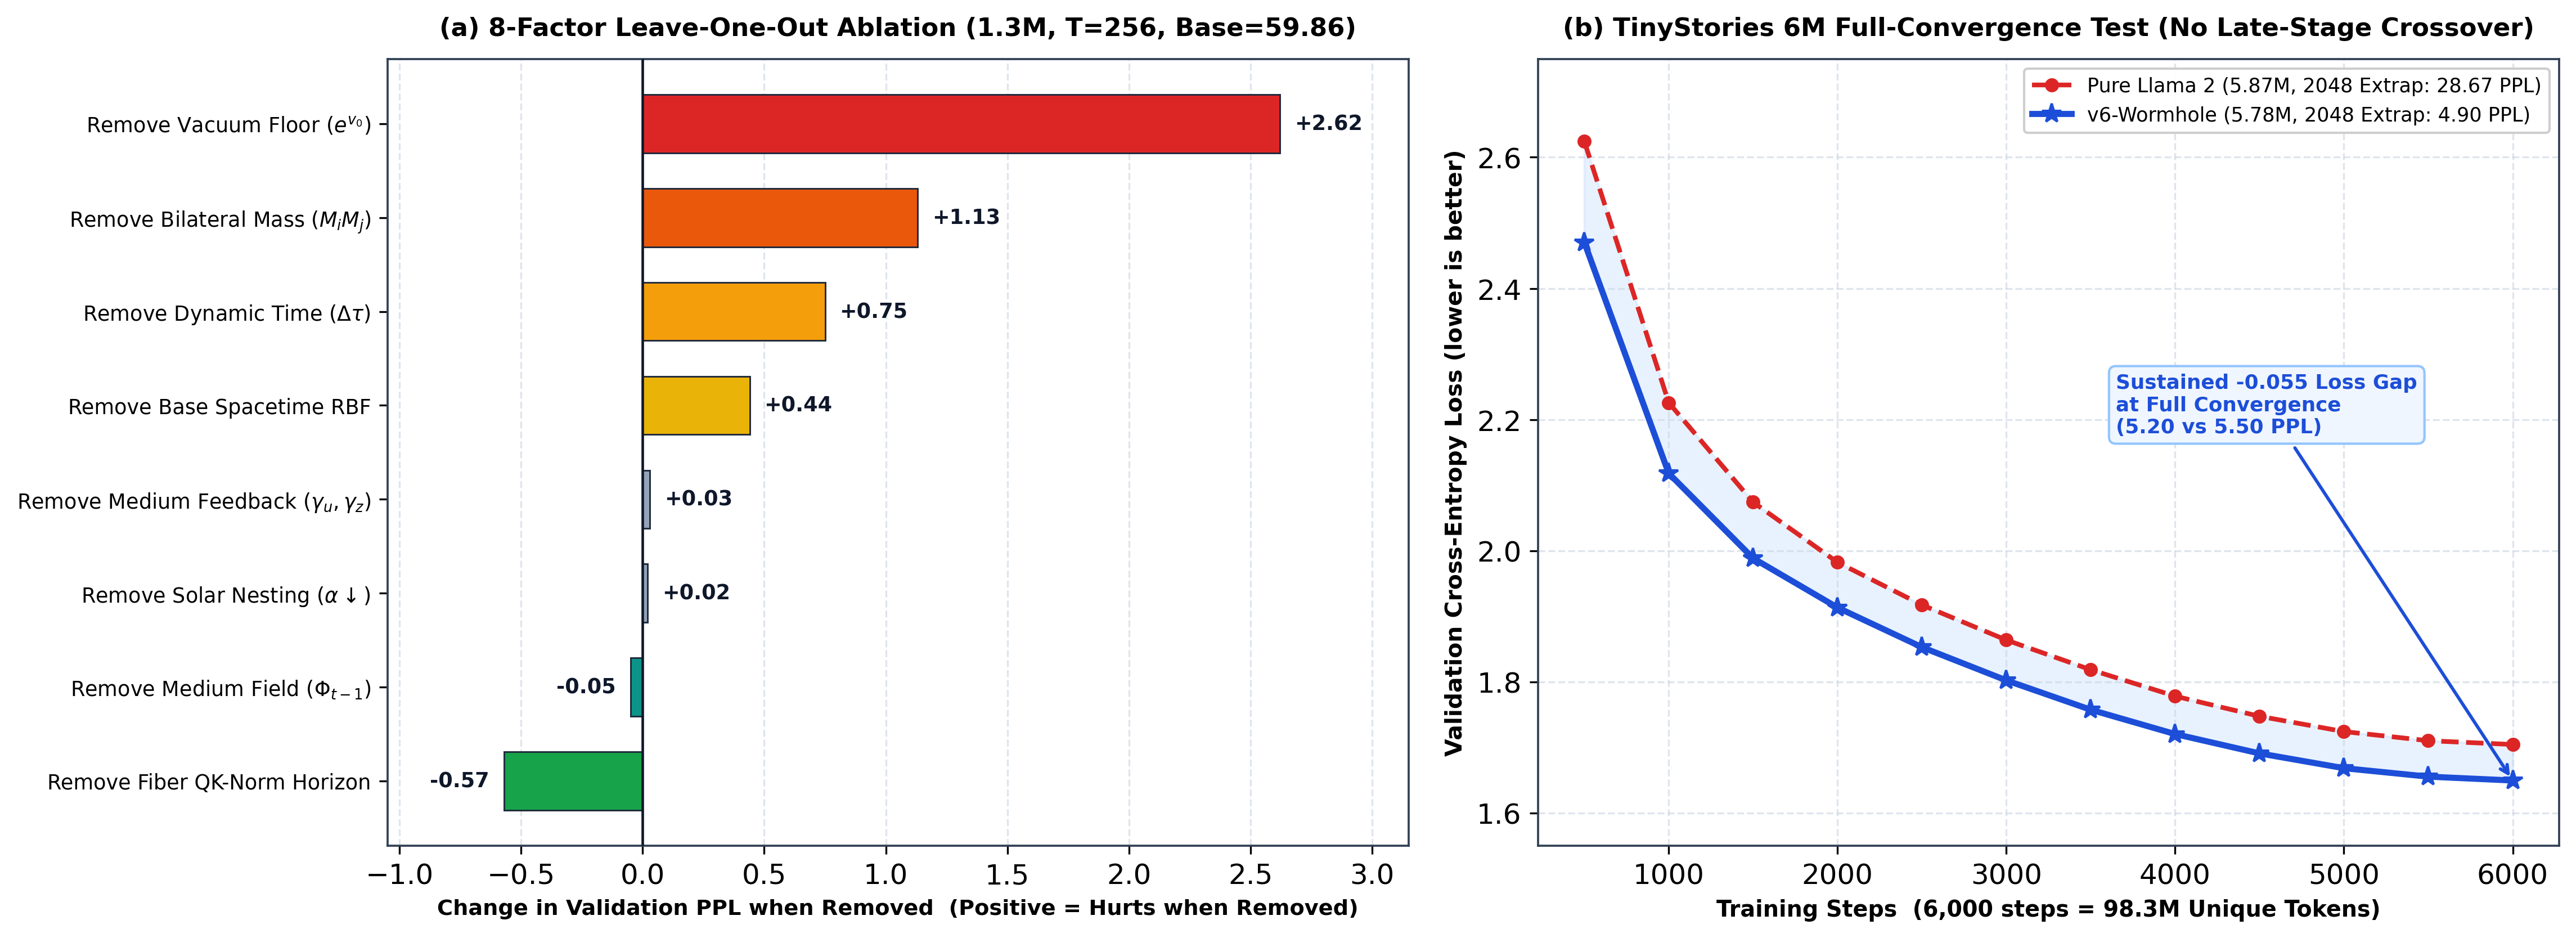 (a) 8-Factor Leave-One-Out Ablation (1.3M, T=256, Base=59.86)
Remove Vacuum Floor (e^{v_0})
+2.62
Remove Bilateral Mass (M_iM_j)
+1.13
Remove Dynamic Time (Δτ)
+0.75
Remove Base Spacetime RBF
+0.44
Remove Medium Feedback (γ_u, γ_z)
+0.03
Remove Solar Nesting (α ↓)
+0.02
Remove Medium Field (Φ_{t−1})
-0.05
Remove Fiber QK-Norm Horizon
-0.57
−1.0 −0.5 0.0 0.5 1.0 1.5 2.0 2.5 3.0
Change in Validation PPL when Removed (Positive = Hurts when Removed)
(b) TinyStories 6M Full-Convergence Test (No Late-Stage Crossover)
Pure Llama 2 (5.87M, 2048 Extrap: 28.67 PPL)
v6-Wormhole (5.78M, 2048 Extrap: 4.90 PPL)
Validation Cross-Entropy Loss (lower is better)
2.6
2.4
2.2
2.0
1.8
1.6
Sustained -0.055 Loss Gap
at Full Convergence
(5.20 vs 5.50 PPL)
1000 2000 3000 4000 5000 6000
Training Steps (6,000 steps = 98.3M Unique Tokens)